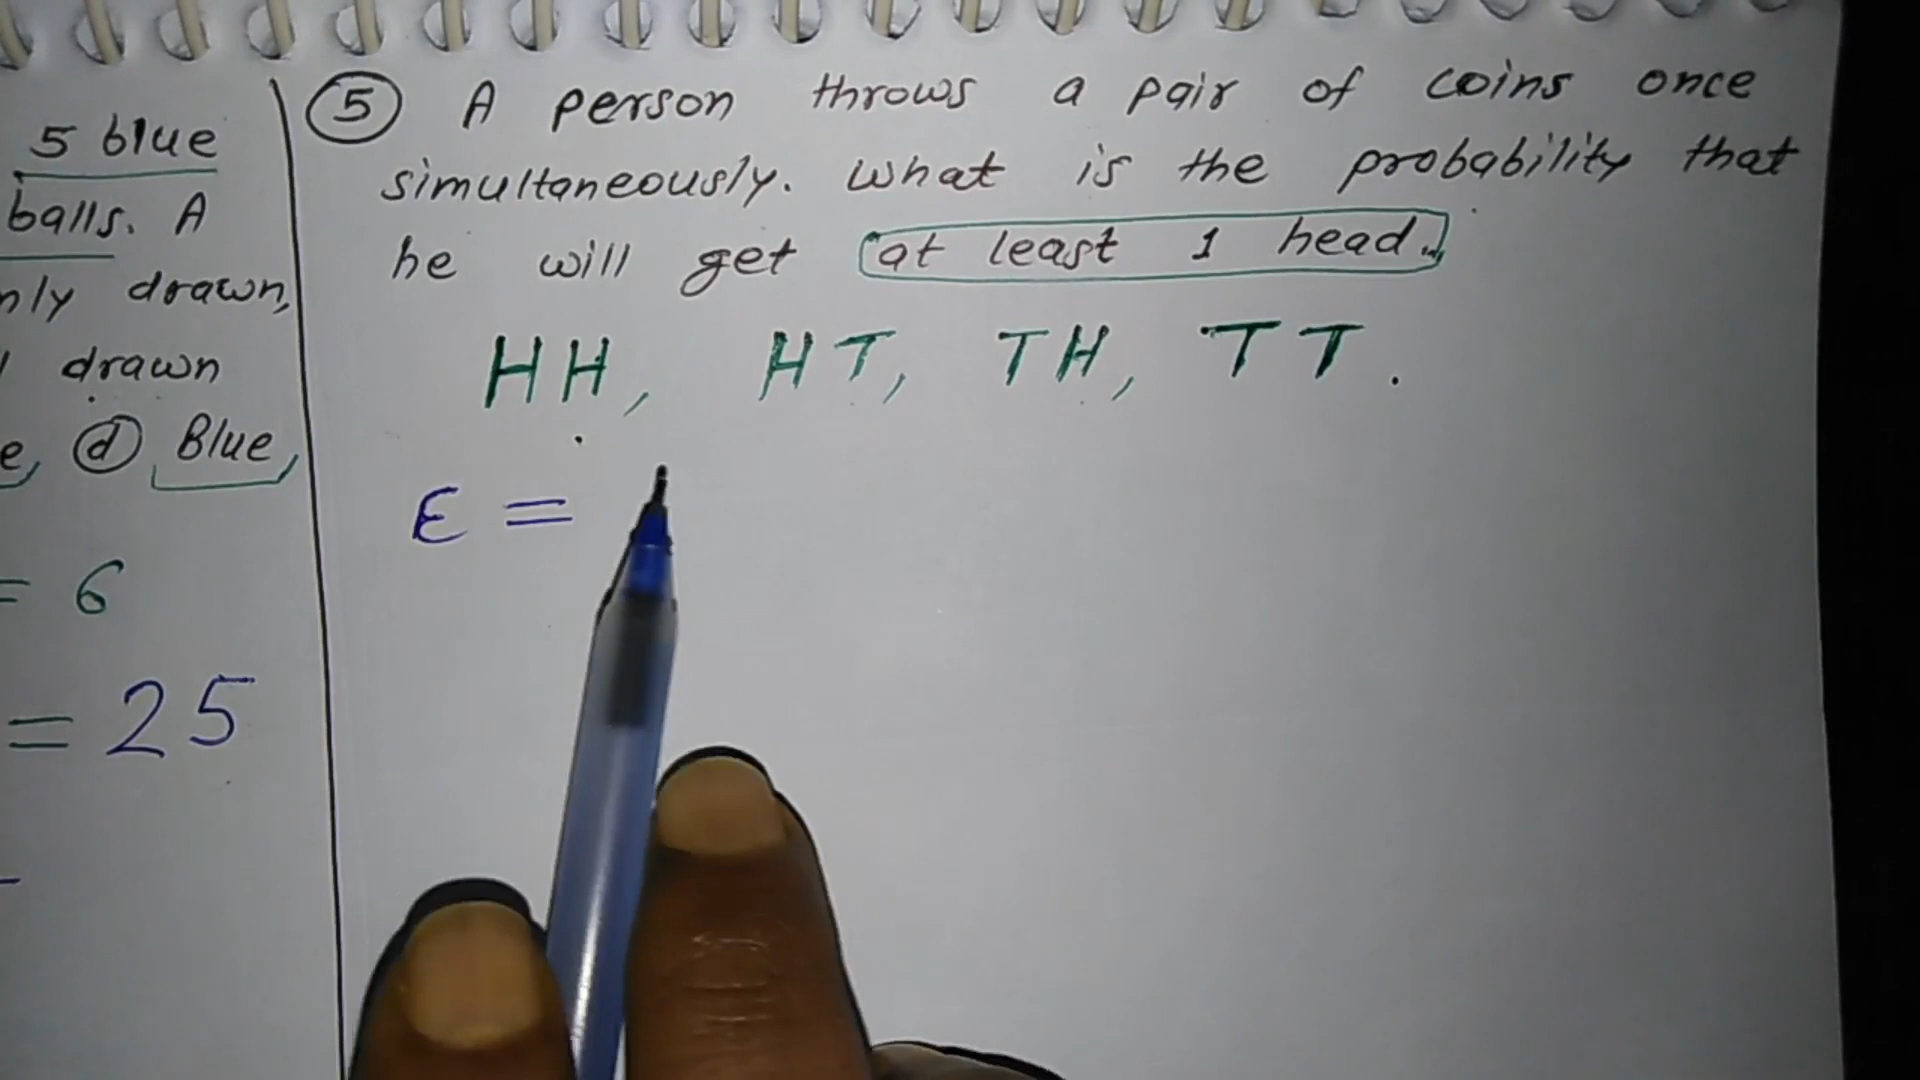 5 blue
balls. A
nly drawn,
drawn
e, d Blue,
= 6
= 25
5 A person throws a pair of coins once
simultaneously. What is the probability that
he will get at least 1 head.
HH, HT, TH, TT.
E =